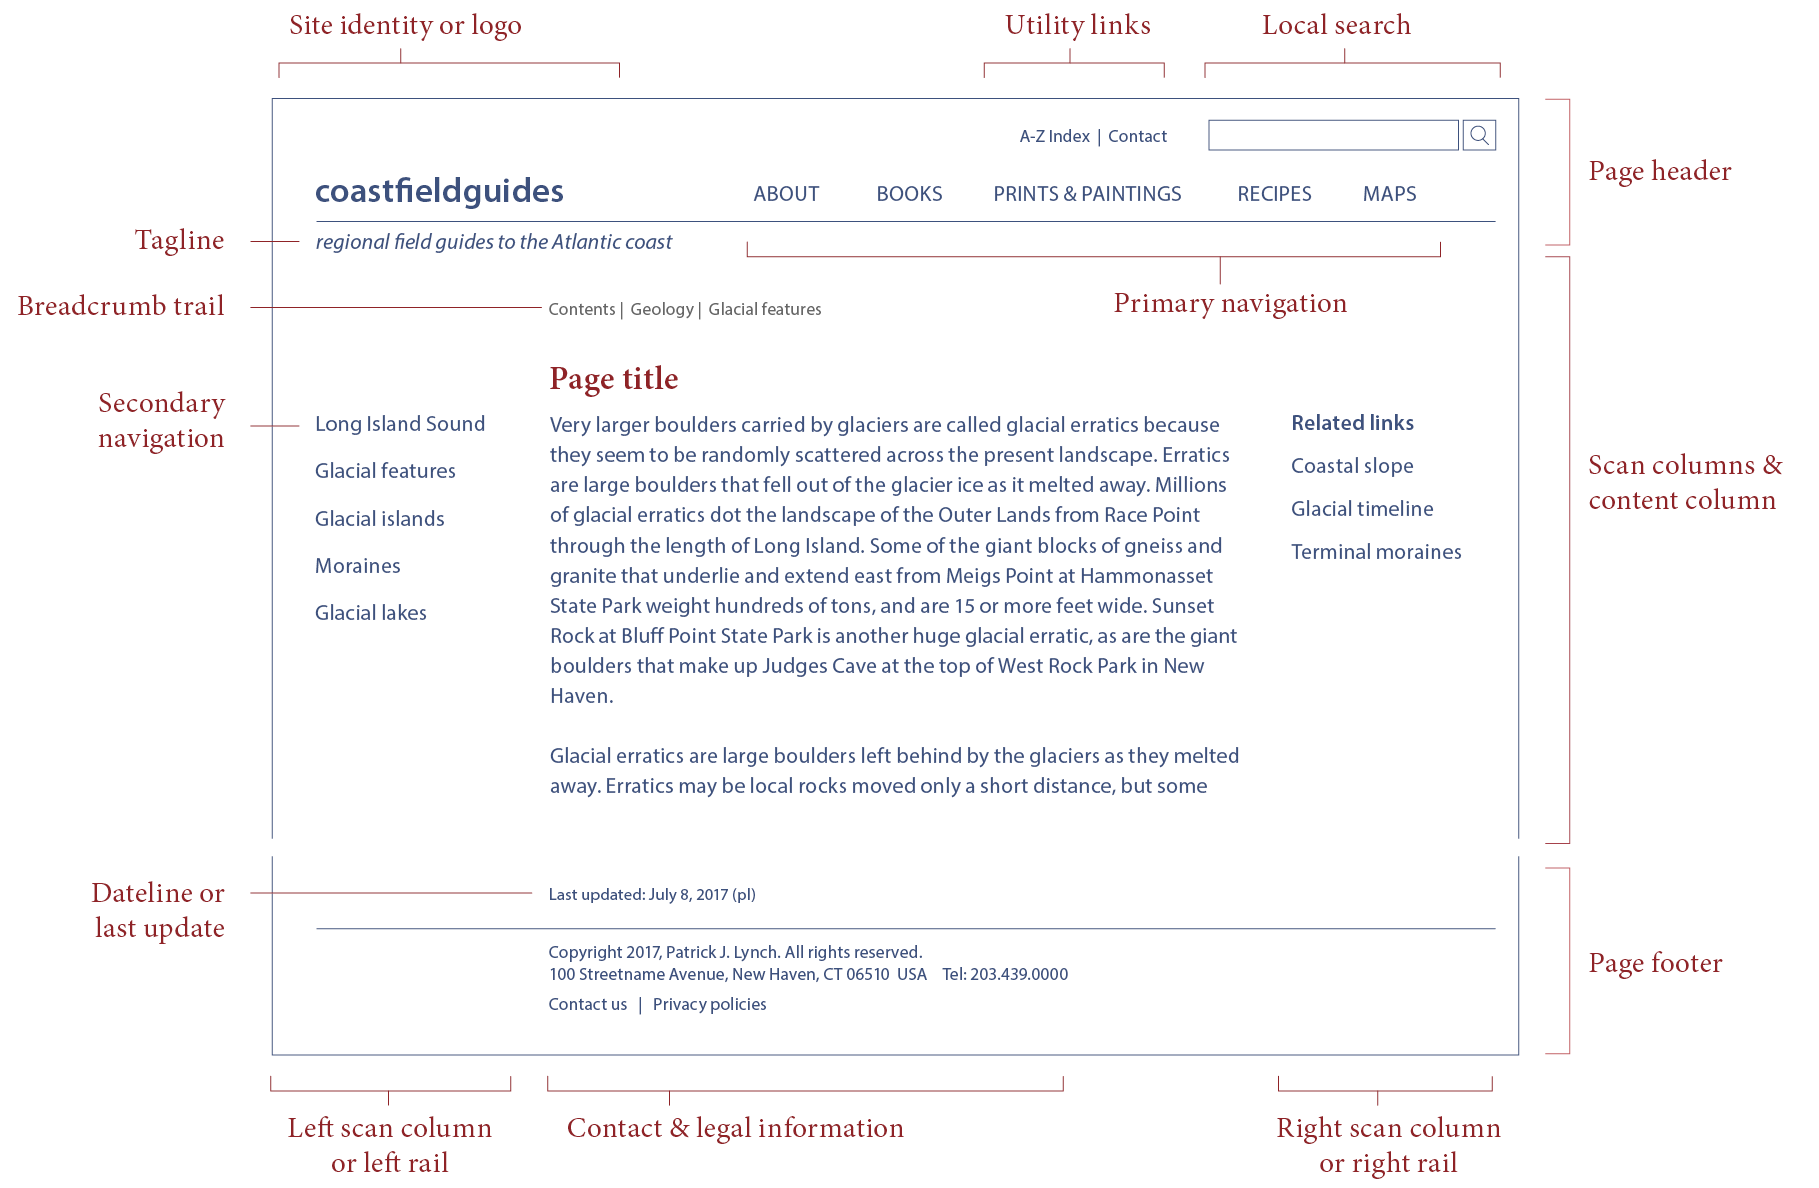 Site identity or logo
Utility links
Local search
A-Z Index | Contact
Page header
coastfieldguides
ABOUT BOOKS PRINTS & PAINTINGS RECIPES MAPS
Tagline
regional field guides to the Atlantic coast
Primary navigation
Breadcrumb trail
Contents | Geology | Glacial features
Page title
Secondary
navigation
Long Island Sound
Glacial features
Glacial islands
Moraines
Glacial lakes
Very larger boulders carried by glaciers are called glacial erratics because
they seem to be randomly scattered across the present landscape. Erratics
are large boulders that fell out of the glacier ice as it melted away. Millions
of glacial erratics dot the landscape of the Outer Lands from Race Point
through the length of Long Island. Some of the giant blocks of gneiss and
granite that underlie and extend east from Meigs Point at Hammonasset
State Park weight hundreds of tons, and are 15 or more feet wide. Sunset
Rock at Bluff Point State Park is another huge glacial erratic, as are the giant
boulders that make up Judges Cave at the top of West Rock Park in New
Haven.
Glacial erratics are large boulders left behind by the glaciers as they melted
away. Erratics may be local rocks moved only a short distance, but some
Related links
Coastal slope
Glacial timeline
Terminal moraines
Scan columns &
content column
Dateline or
last update
Last updated: July 8, 2017 (pl)
Copyright 2017, Patrick J. Lynch. All rights reserved.
100 Streetname Avenue, New Haven, CT 06510 USA Tel: 203.439.0000
Contact us | Privacy policies
Page footer
Left scan column
or left rail
Contact & legal information
Right scan column
or right rail